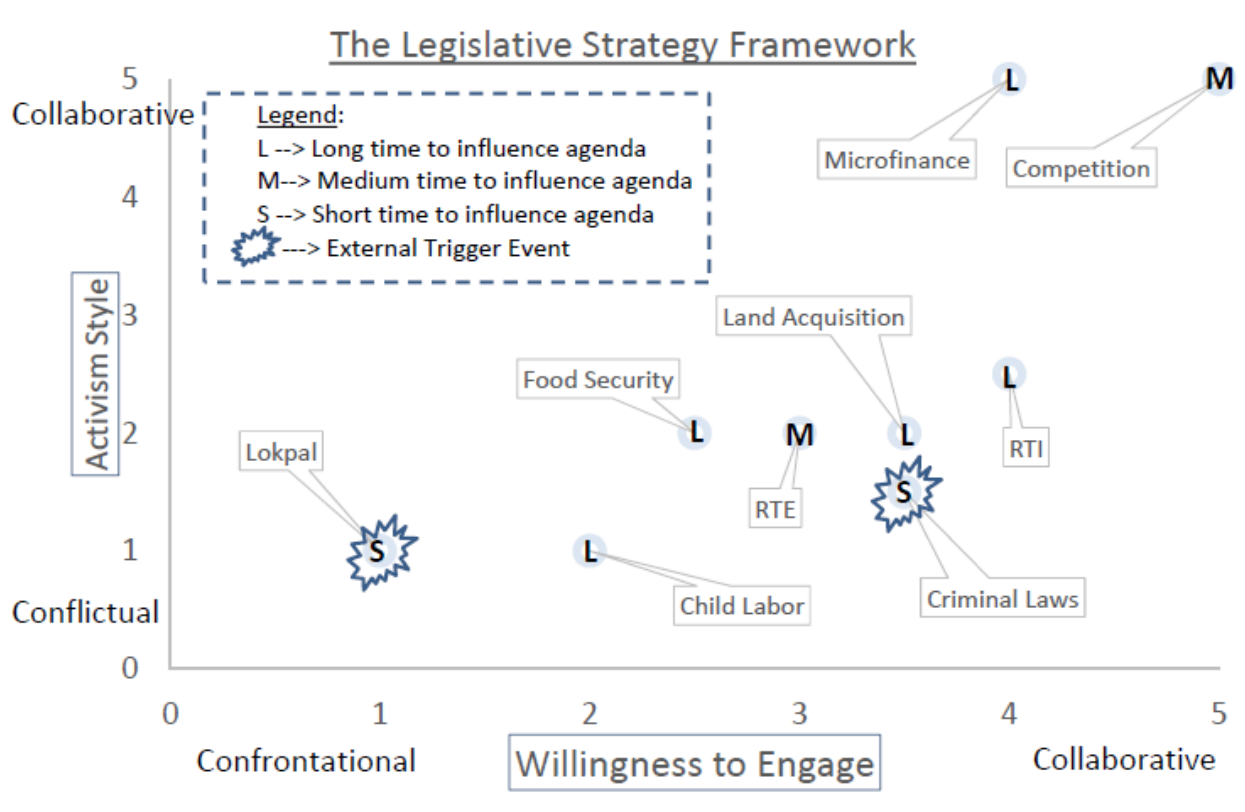 The Legislative Strategy Framework
5
Collaborative
Legend:
L --> Long time to influence agenda
M--> Medium time to influence agenda
S --> Short time to influence agenda
---> External Trigger Event
L
M
Microfinance
Competition
4
Activism Style
3
Land Acquisition
Food Security
L
2
L
M
L
Lokpal
RTI
S
RTE
1
S
L
Child Labor
Criminal Laws
Conflictual
0
0
1
2
3
4
5
Confrontational
Willingness to Engage
Collaborative